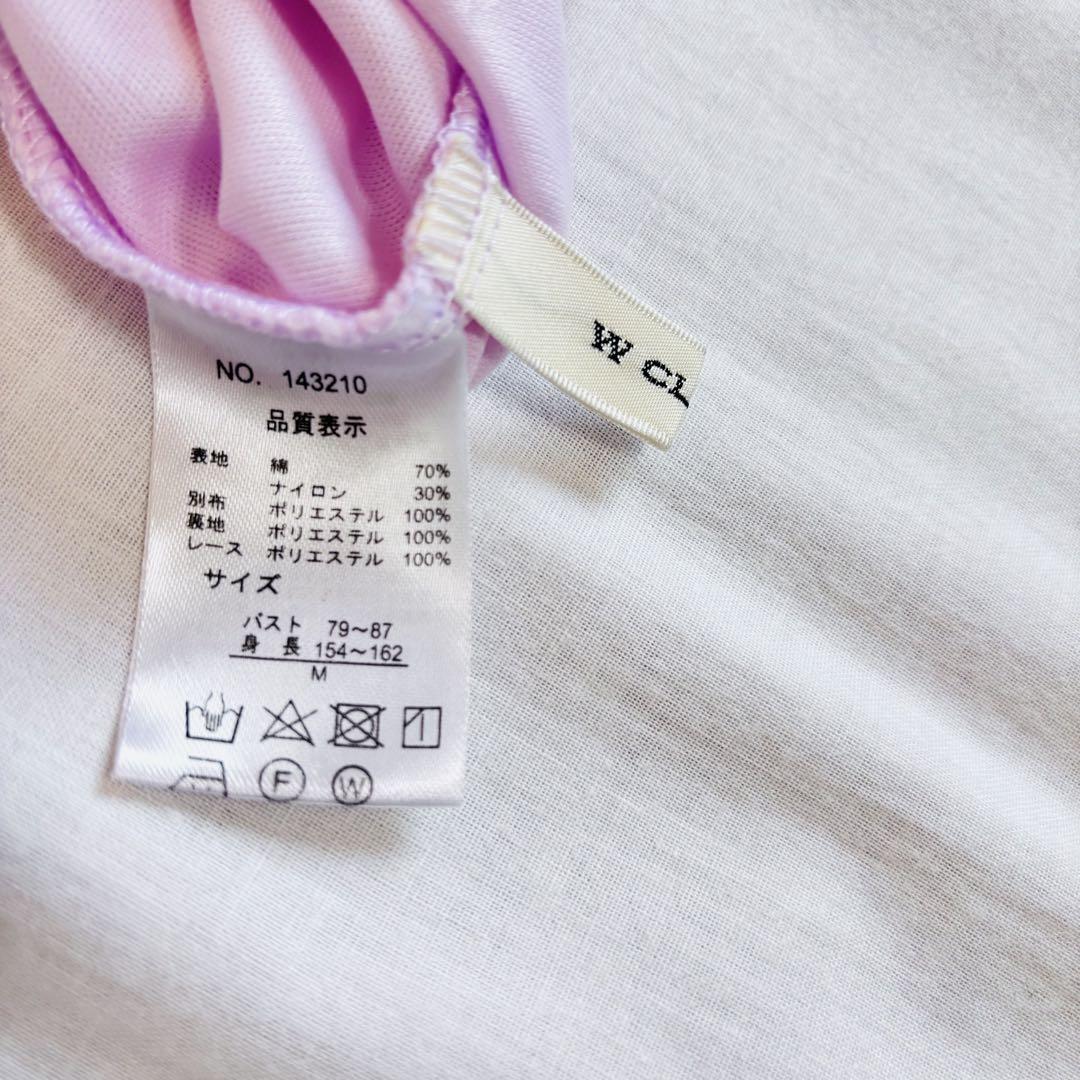 NO. 143210
品質表示
表地 綿 70%
ナイロン 30%
別布 ポリエステル 100%
裏地 ポリエステル 100%
レース ポリエステル 100%
サイズ
バスト 79~87
身長 154~162
M
F W
W CL